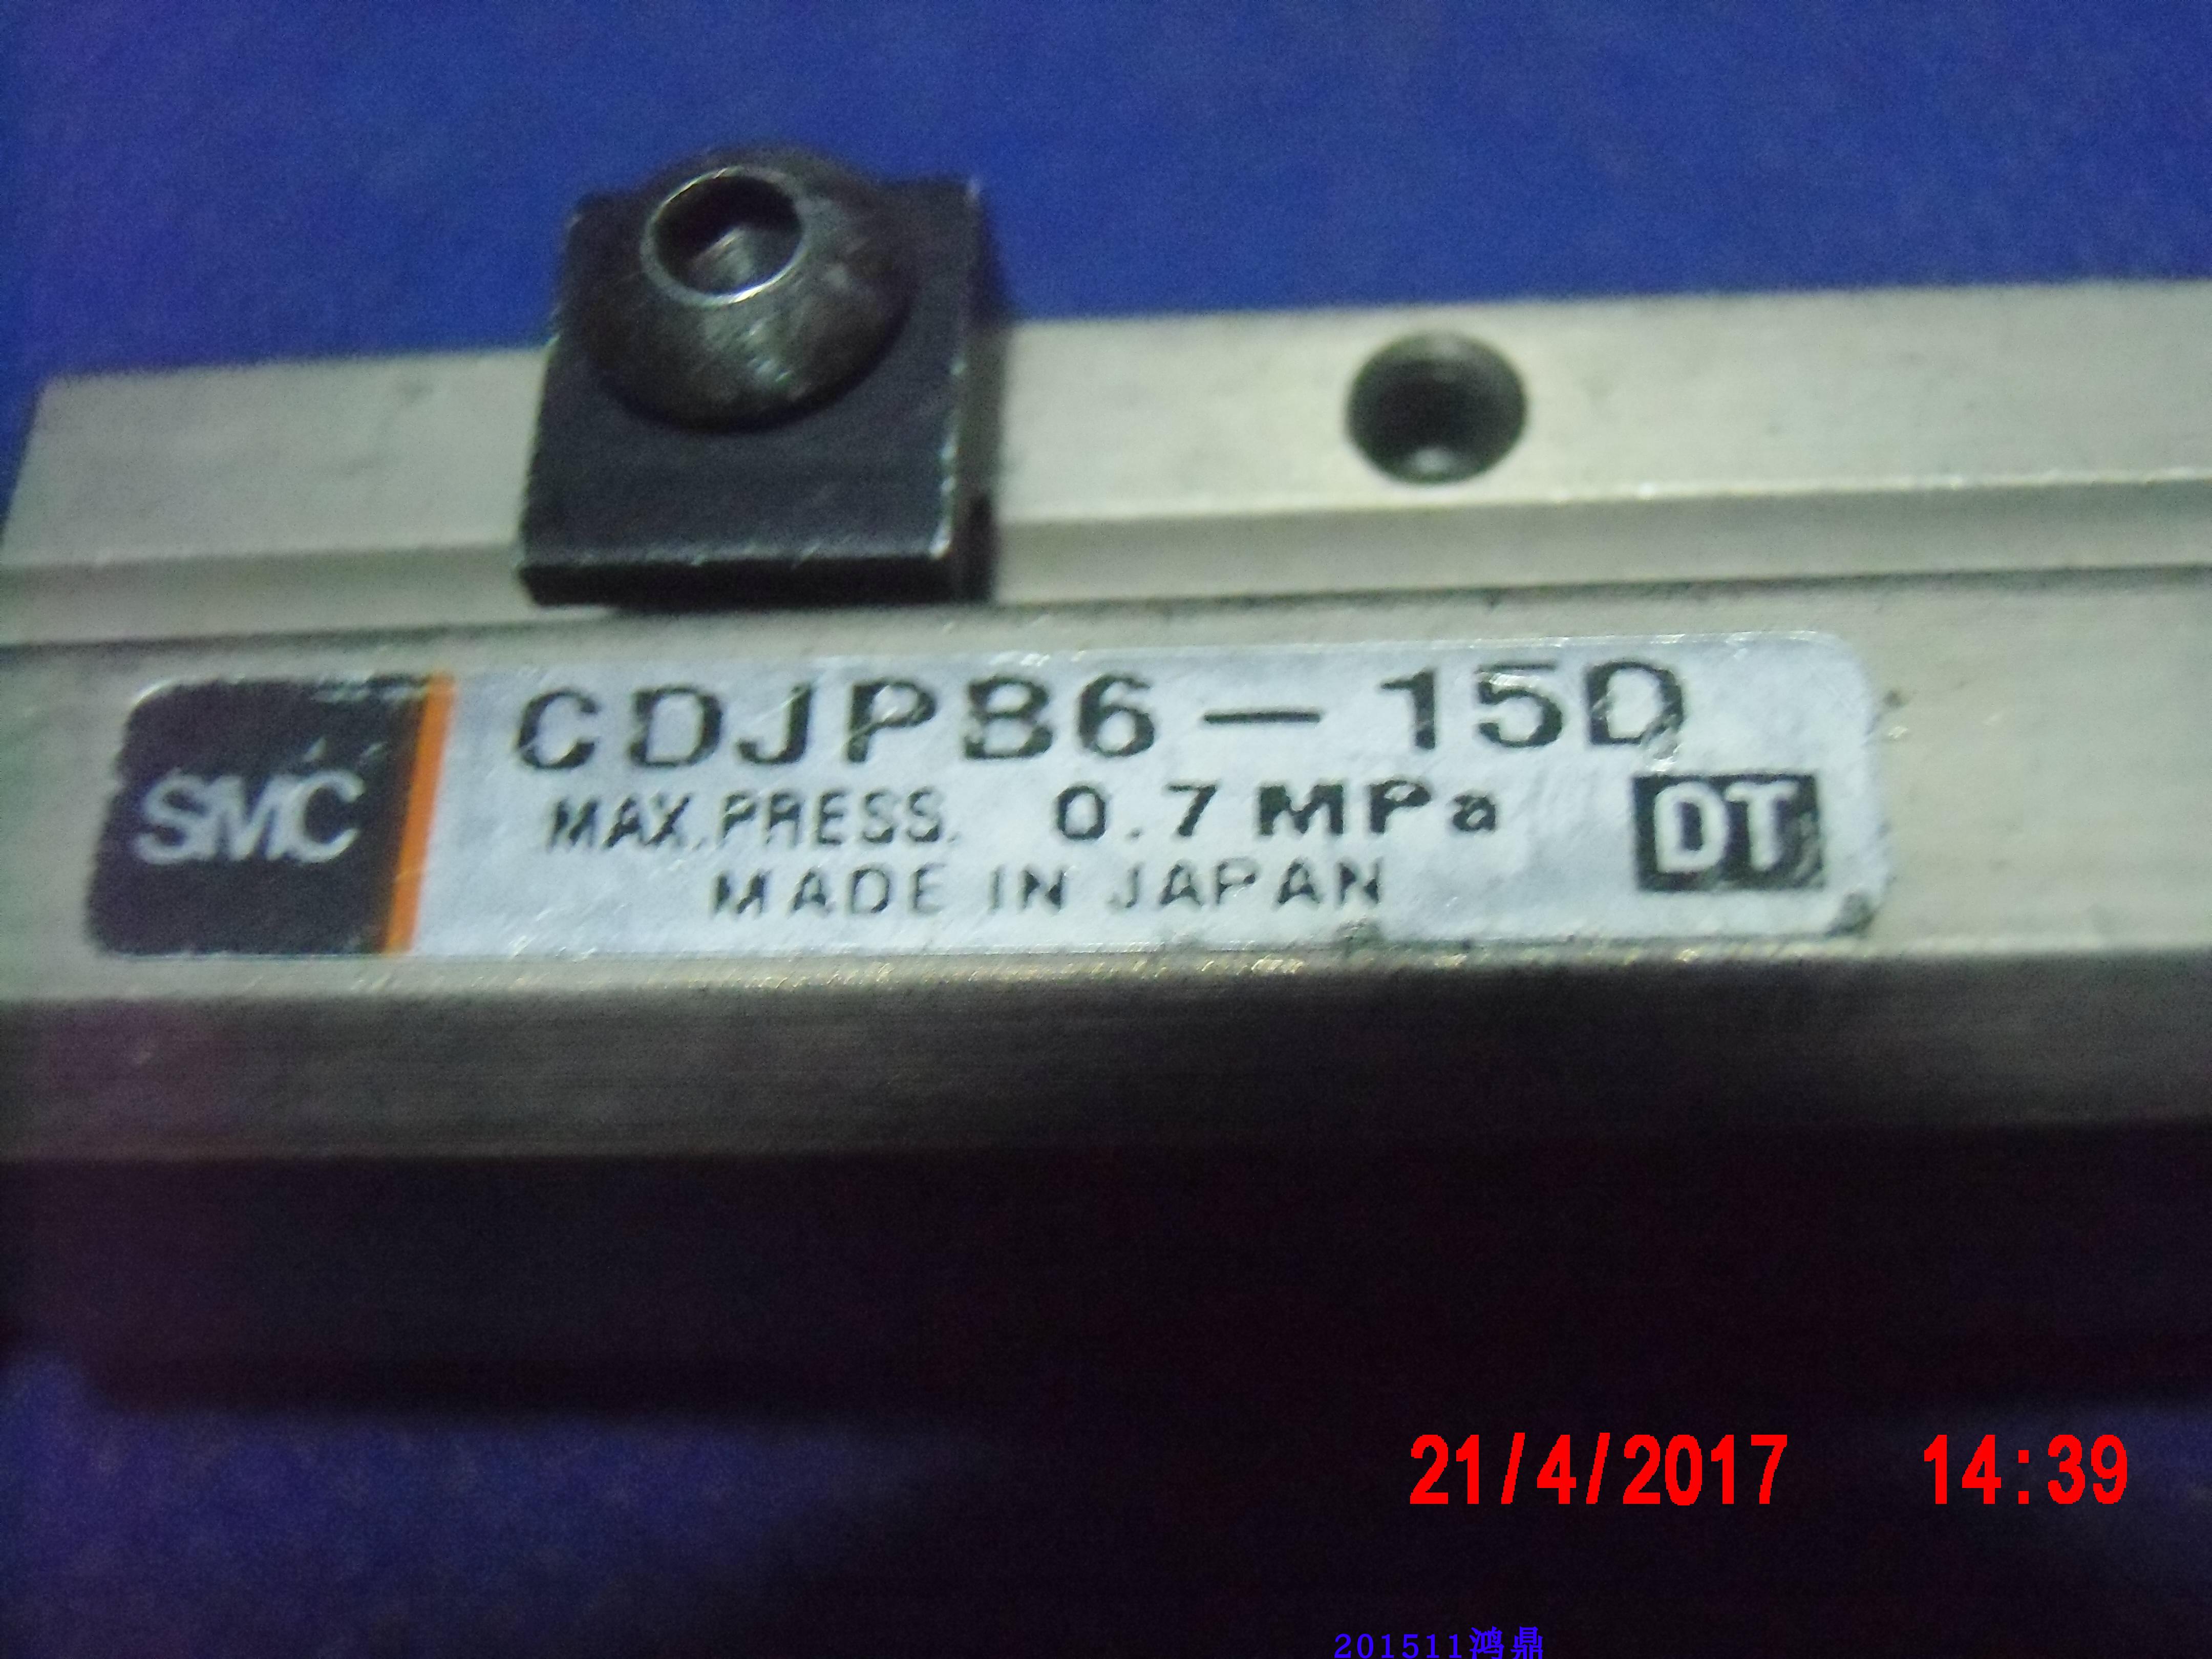 SMC
CDJPB6-15D
MAX.PRESS. 0.7MPa
DT
MADE IN JAPAN
21/4/2017 14:39
201511鸿鼎